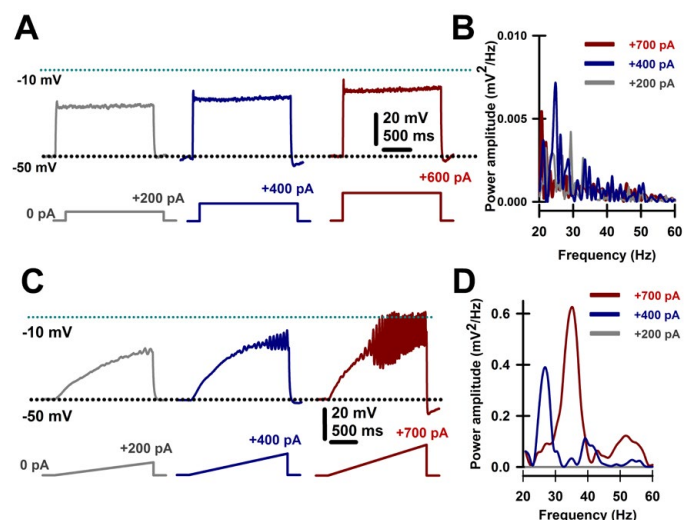 A
-10 mV
-50 mV
20 mV
500 ms
0 pA
+200 pA
+400 pA
+600 pA
B
Power amplitude (mV²/Hz)
0.010
0.005
0.000
+700 pA
+400 pA
+200 pA
20 30 40 50 60
Frequency (Hz)
C
-10 mV
-50 mV
20 mV
500 ms
0 pA
+200 pA
+400 pA
+700 pA
D
Power amplitude (mV²/Hz)
0.6
0.4
0.2
0.0
+700 pA
+400 pA
+200 pA
20 30 40 50 60
Frequency (Hz)